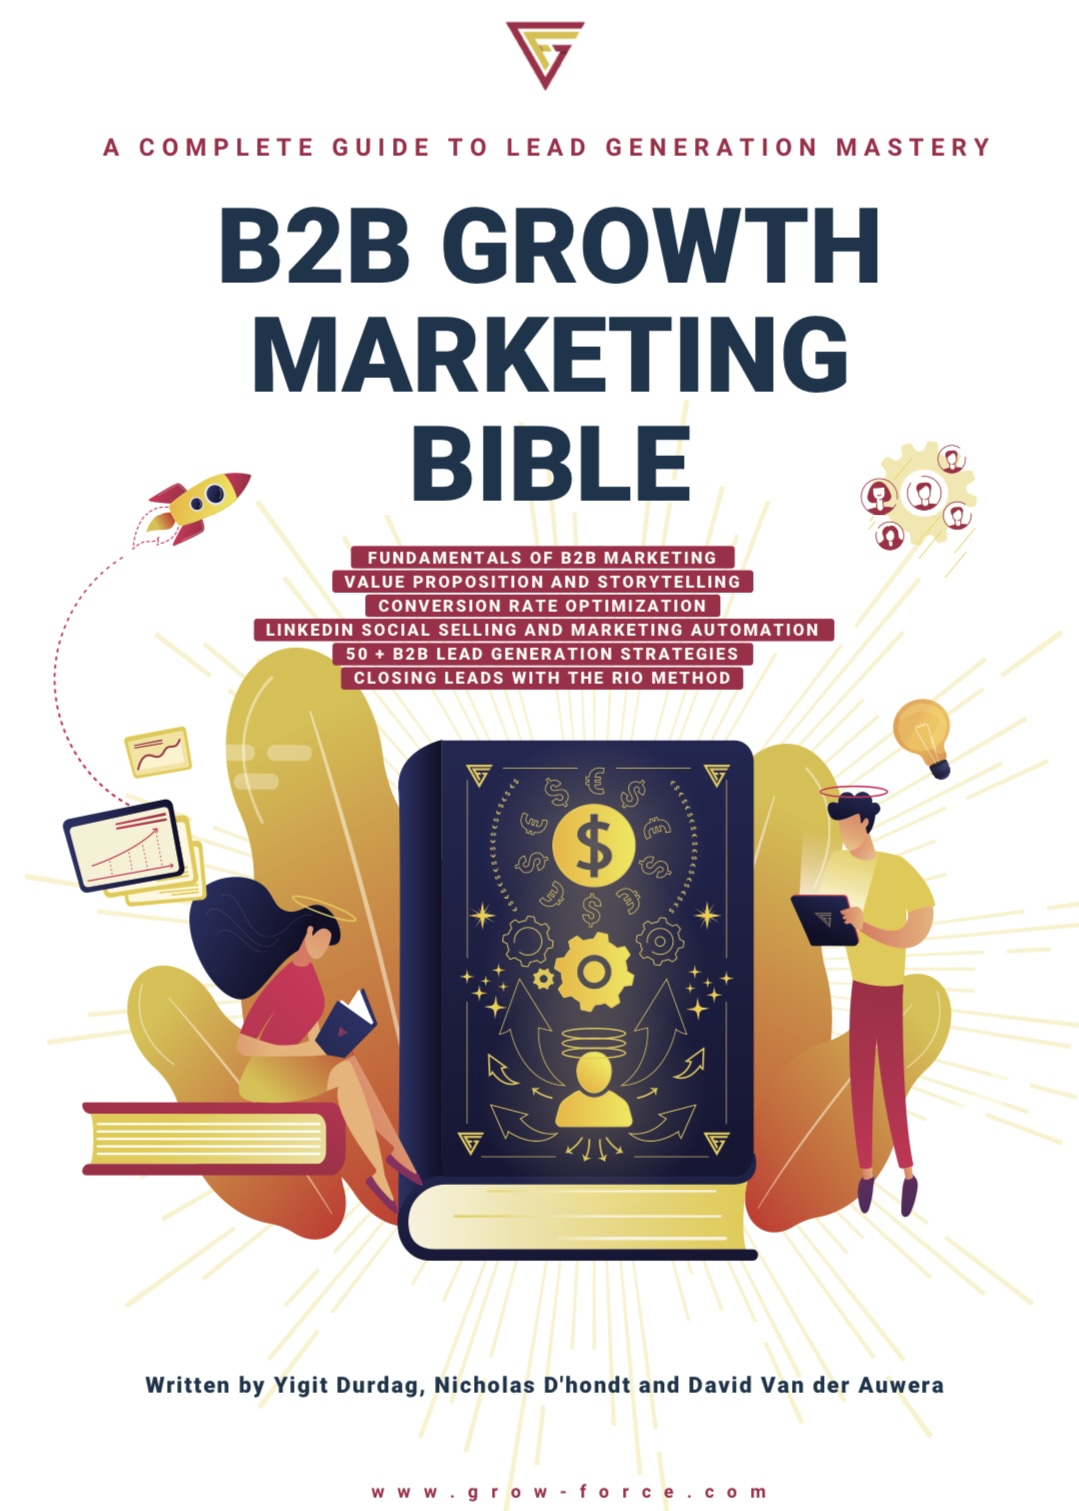 A COMPLETE GUIDE TO LEAD GENERATION MASTERY
B2B GROWTH
MARKETING
BIBLE
FUNDAMENTALS OF B2B MARKETING
VALUE PROPOSITION AND STORYTELLING
CONVERSION RATE OPTIMIZATION
LINKEDIN SOCIAL SELLING AND MARKETING AUTOMATION
50 + B2B LEAD GENERATION STRATEGIES
CLOSING LEADS WITH THE RIO METHOD
Written by Yigit Durdag, Nicholas D'hondt and David Van der Auwera
www.grow-force.com